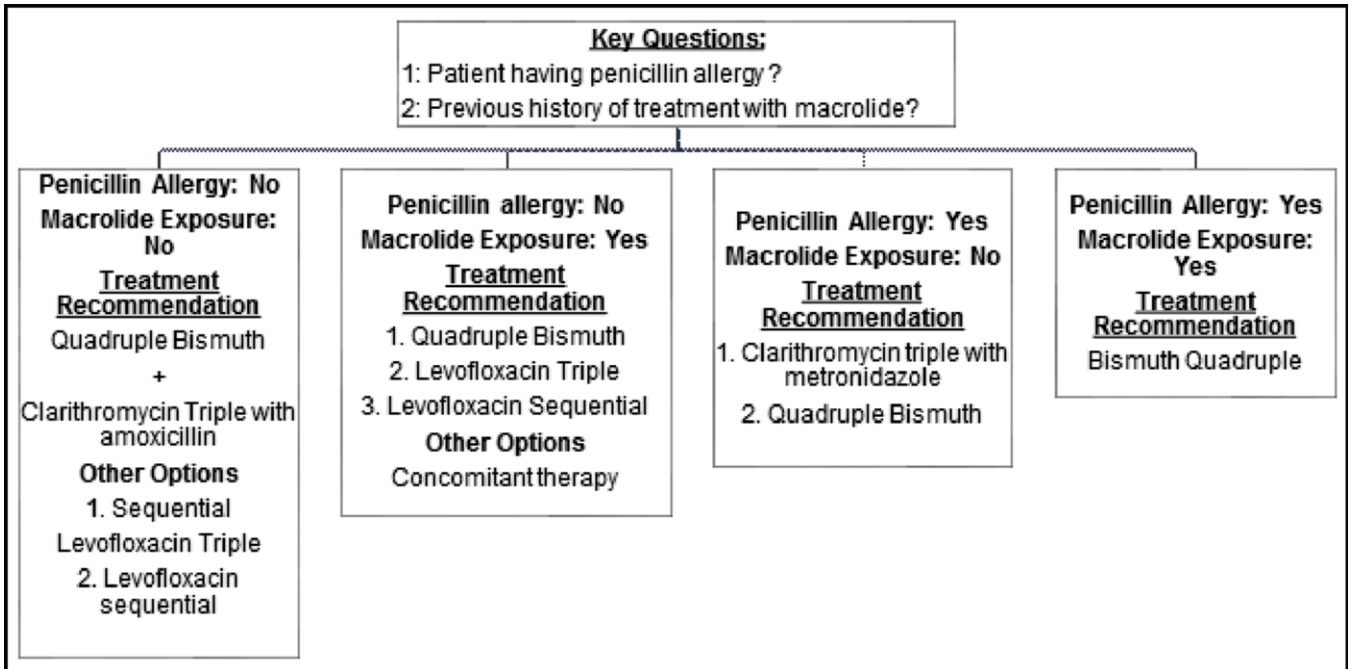 Key Questions:
1: Patient having penicillin allergy?
2: Previous history of treatment with macrolide?
Penicillin Allergy: No
Macrolide Exposure:
No
Treatment
Recommendation
Quadruple Bismuth
+
Clarithromycin Triple with
amoxicillin
Other Options
1. Sequential
Levofloxacin Triple
2. Levofloxacin
sequential
Penicillin allergy: No
Macrolide Exposure: Yes
Treatment
Recommendation
1. Quadruple Bismuth
2. Levofloxacin Triple
3. Levofloxacin Sequential
Other Options
Concomitant therapy
Penicillin Allergy: Yes
Macrolide Exposure: No
Treatment
Recommendation
1. Clarithromycin triple with
metronidazole
2. Quadruple Bismuth
Penicillin Allergy: Yes
Macrolide Exposure:
Yes
Treatment
Recommendation
Bismuth Quadruple